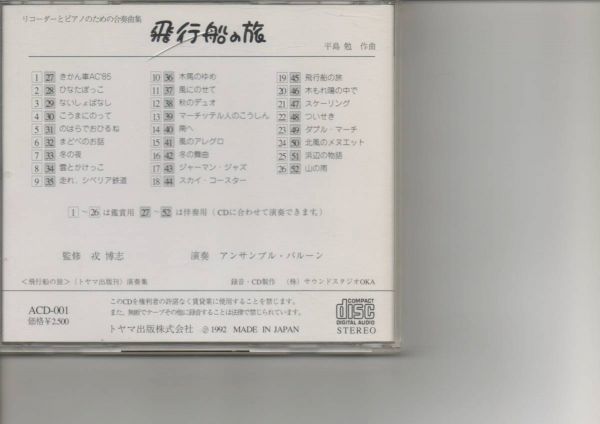 リコーダーとピアノのための合奏曲集
飛行船の旅
平島 勉 作曲
1 27 きかん車AC'85
2 28 ひなたぼっこ
3 29 ないしょばなし
4 30 こうまにのって
5 31 のはらでおひるね
6 32 まどべのお話
7 33 冬の夜
8 34 雲とかけっこ
9 35 走れ、シベリア鉄道
10 36 木馬のゆめ
11 37 風にのせて
12 38 秋のデュオ
13 39 マーチッテル人のこうしん
14 40 南へ
15 41 風のアレグロ
16 42 冬の舞曲
17 43 ジャーマン・ジャズ
18 44 スカイ・コースター
19 45 飛行船の旅
20 46 木もれ陽の中で
21 47 スケーリング
22 48 ついせき
23 49 ダブル・マーチ
24 50 北風のメヌエット
25 51 浜辺の物語
26 52 山の雨
1 〜 26 は鑑賞用 27 〜 52 は伴奏用（CDに合わせて演奏できます。）
監修 戎 博志
演奏 アンサンブル・バルーン
＜飛行船の旅＞（トヤマ出版刊）演奏集
録音・CD製作 （株）サウンドスタジオOKA
ACD-001
価格￥2,500
このCDを権利者の許諾なく賃貸業に使用することを禁じます。
また、無断でテープその他に録音することは法律で禁じられています。
トヤマ出版株式会社 ℗1992 MADE IN JAPAN
COMPACT
disc
DIGITAL AUDIO
STEREO